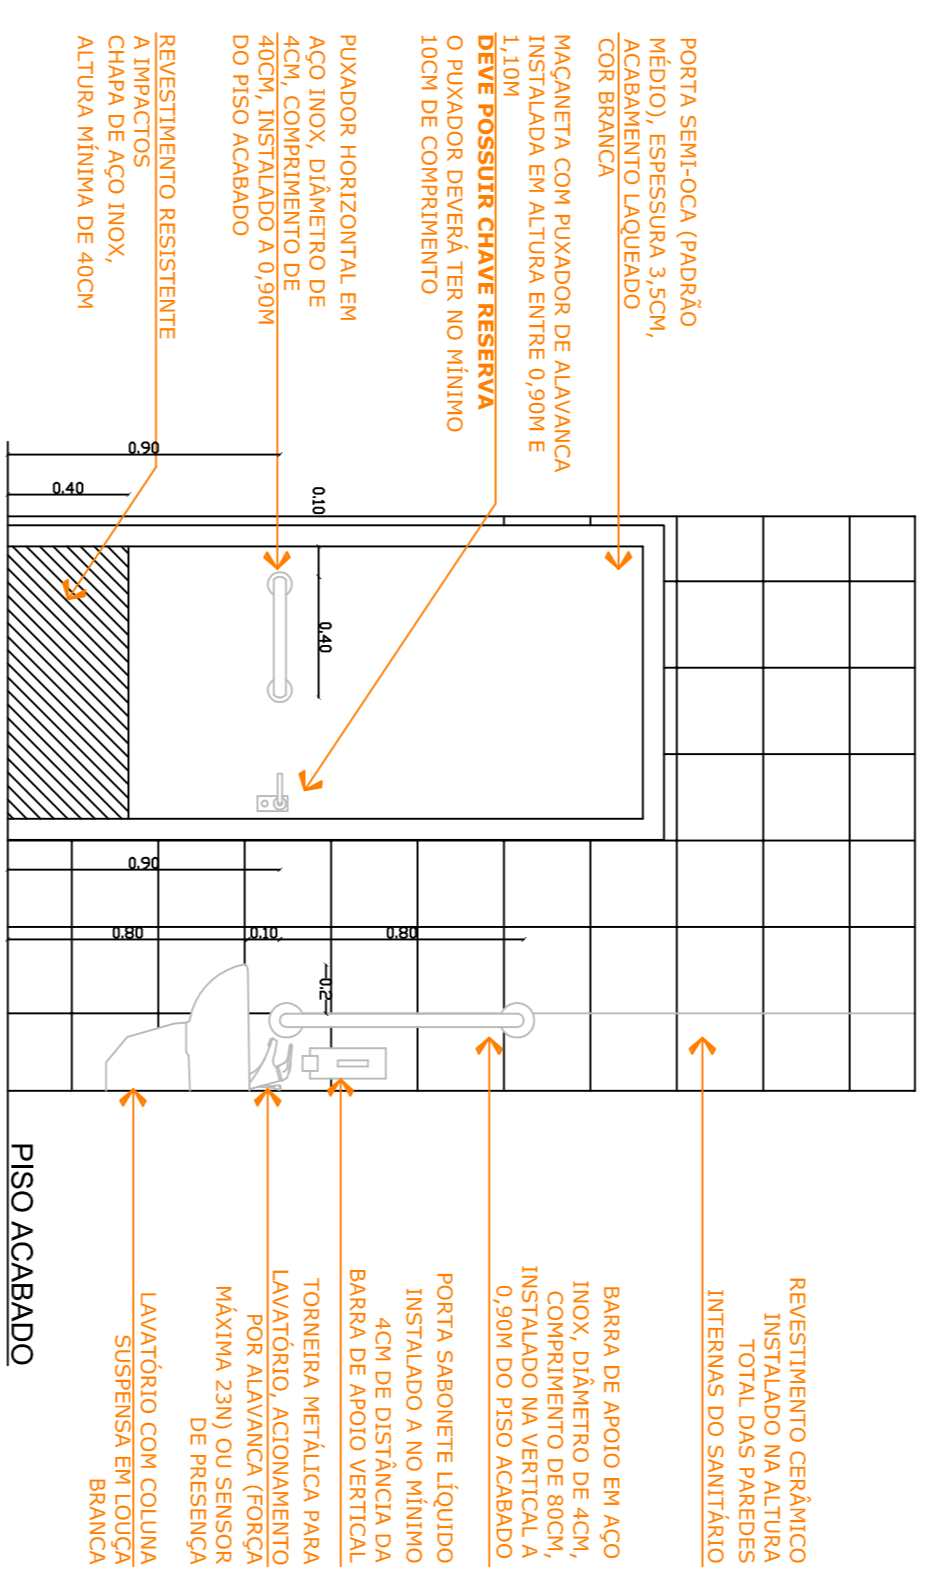 PORTA SEMI-OCA (PADRÃO
MÉDIO), ESPESSURA 3,5CM,
ACABAMENTO LAQUEADO
COR BRANCA
MAÇANETA COM PUXADOR DE ALAVANCA
INSTALADA EM ALTURA ENTRE 0,90M E
1,10M
DEVE POSSUIR CHAVE RESERVA
O PUXADOR DEVERÁ TER NO MÍNIMO
10CM DE COMPRIMENTO
PUXADOR HORIZONTAL EM
AÇO INOX, DIÂMETRO DE
4CM, COMPRIMENTO DE
40CM, INSTALADO A 0,90M
DO PISO ACABADO
REVESTIMENTO RESISTENTE
A IMPACTOS
CHAPA DE AÇO INOX,
ALTURA MÍNIMA DE 40CM
0.90
0.40
0.10
0.40
0.90
0.80
0.10
0.80
0.2
REVESTIMENTO CERÂMICO
INSTALADO NA ALTURA
TOTAL DAS PAREDES
INTERNAS DO SANITÁRIO
BARRA DE APOIO EM AÇO
INOX, DIÂMETRO DE 4CM,
COMPRIMENTO DE 80CM,
INSTALADO NA VERTICAL A
0,90M DO PISO ACABADO
PORTA SABONETE LÍQUIDO
INSTALADO A NO MÍNIMO
4CM DE DISTÂNCIA DA
BARRA DE APOIO VERTICAL
TORNEIRA METÁLICA PARA
LAVATÓRIO, ACIONAMENTO
POR ALAVANCA (FORÇA
MÁXIMA 23N) OU SENSOR
DE PRESENÇA
LAVATÓRIO COM COLUNA
SUSPENSA EM LOUÇA
BRANCA
PISO ACABADO